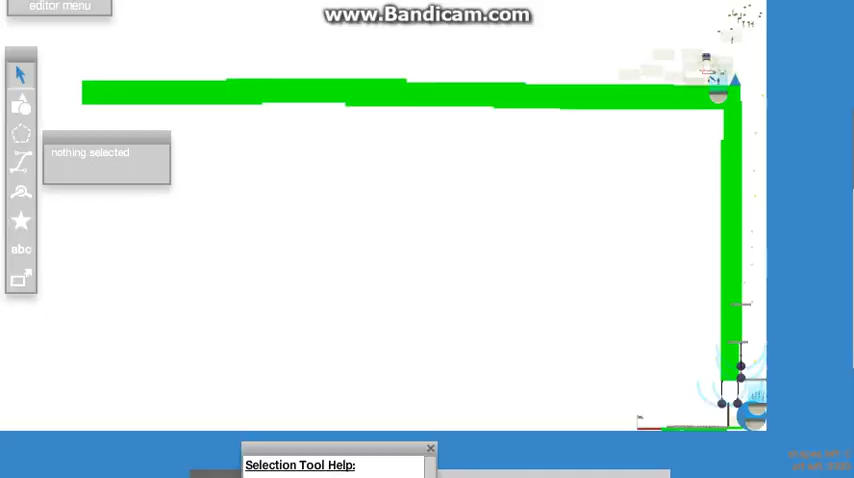 editor menu
www.Bandicam.com
nothing selected
abc
Selection Tool Help: